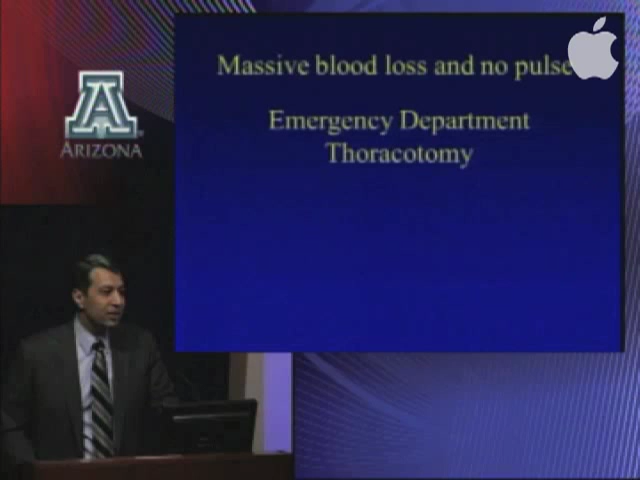 Massive blood loss and no pulse
Emergency Department
Thoracotomy
A
ARIZONA